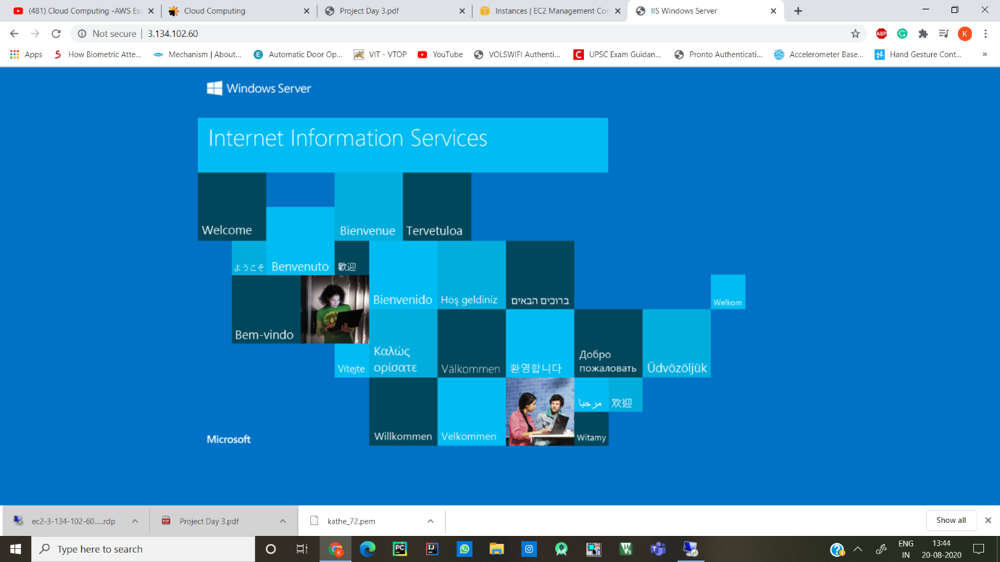 (481) Cloud Computing -AWS Ess
Cloud Computing
Project Day 3.pdf
Instances | EC2 Management Con
IIS Windows Server
Not secure | 3.134.102.60
ABP
K
Apps
How Biometric Atte...
Mechanism | About...
Automatic Door Op...
VIT - VTOP
YouTube
VOLSWIFI Authenti...
UPSC Exam Guidan...
Pronto Authenticati...
Accelerometer Base...
Hand Gesture Cont...
»
Windows Server
Internet Information Services
Welcome
Bienvenue
Tervetuloa
ようこそ
Benvenuto
歡迎
Bienvenido
Hoş geldiniz
ברוכים הבאים
Welkom
Bem-vindo
Vítejte
Καλώς
ορίσατε
Välkommen
환영합니다
Добро
пожаловать
Üdvözöljük
مرحبا
欢迎
Willkommen
Velkommen
Witamy
Microsoft
ec2-3-134-102-60.....rdp
Project Day 3.pdf
kathe_72.pem
Show all
Type here to search
ENG
IN
13:44
20-08-2020